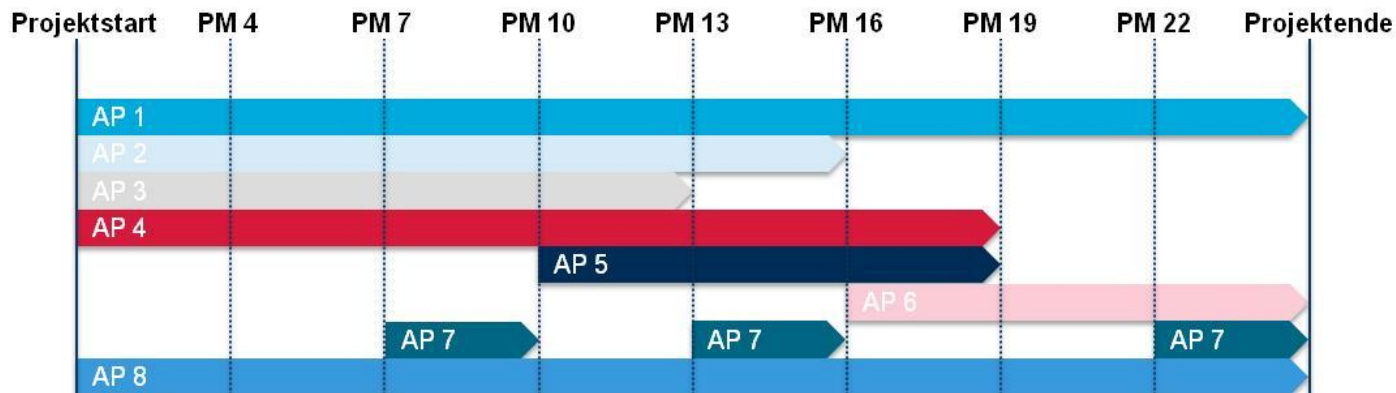 Projektstart PM 4 PM 7 PM 10 PM 13 PM 16 PM 19 PM 22 Projektende
AP 1
AP 2
AP 3
AP 4
AP 5
AP 6
AP 7 AP 7 AP 7
AP 8